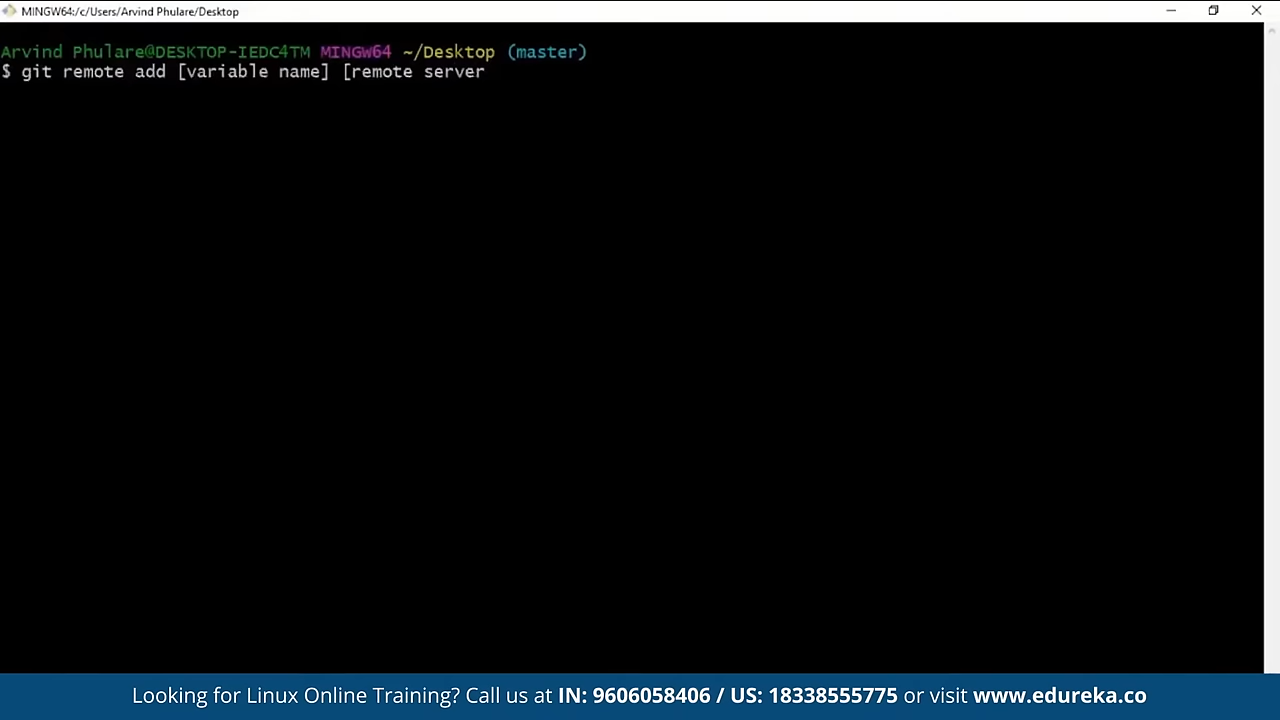 MINGW64:/c/Users/Arvind Phulare/Desktop
Arvind Phulare@DESKTOP-IEDC4TM MINGW64 ~/Desktop (master)
$ git remote add [variable name] [remote server
Looking for Linux Online Training? Call us at IN: 9606058406 / US: 18338555775 or visit www.edureka.co